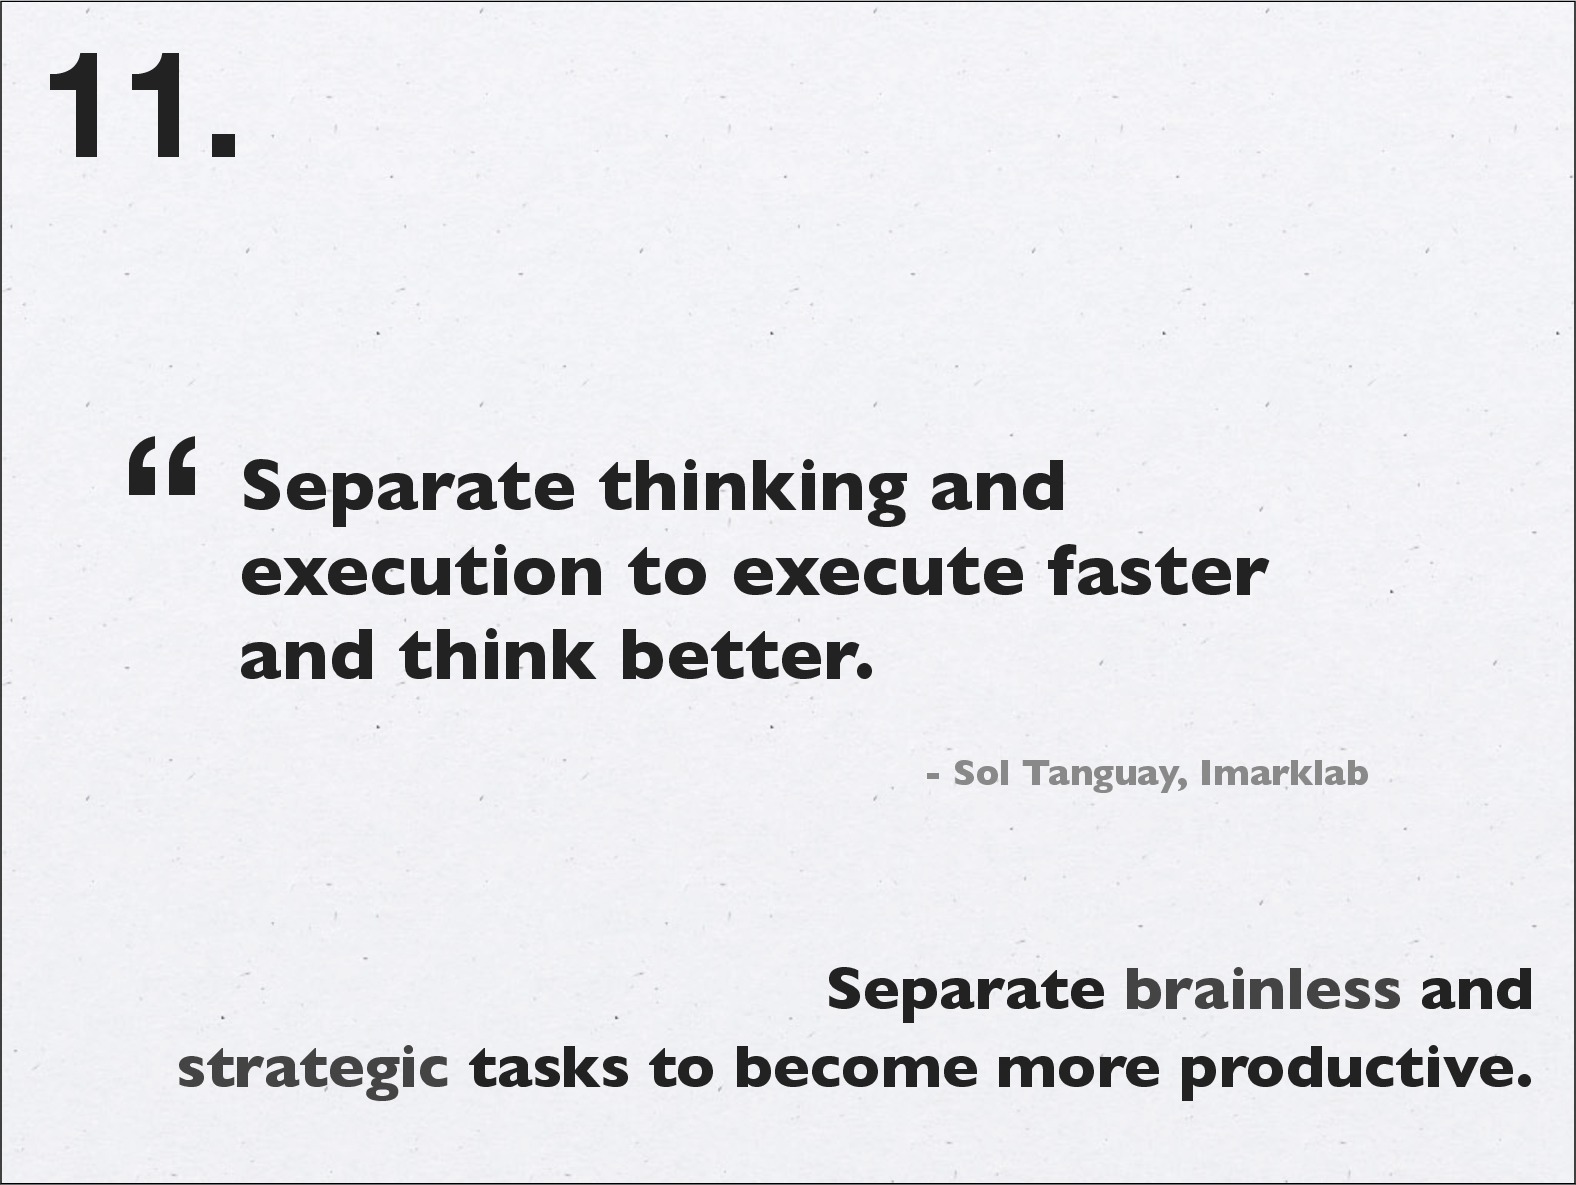 11.
“ Separate thinking and
execution to execute faster
and think better.
- Sol Tanguay, Imarklab
Separate brainless and
strategic tasks to become more productive.